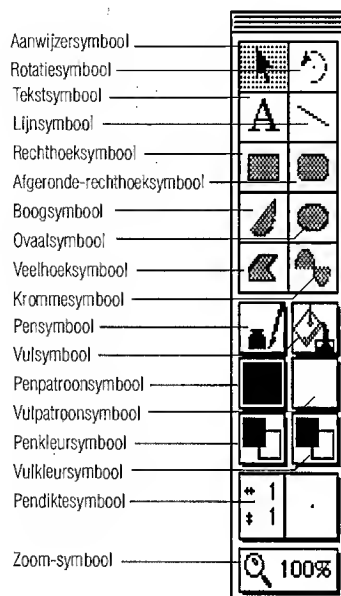 Aanwijzersymbool
Rotatiesymbool
Tekstsymbool
A
Lijnsymbool
Rechthoeksymbool
Afgeronde-rechthoeksymbool
Boogsymbool
Ovaalsymbool
Veelhoeksymbool
Krommesymbool
Pensymbool
Vulsymbool
Penpatroonsymbool
Vulpatroonsymbool
Penkleursymbool
Vulkleursymbool
Pendiktesymbool
1
1
Zoom-symbool
100%